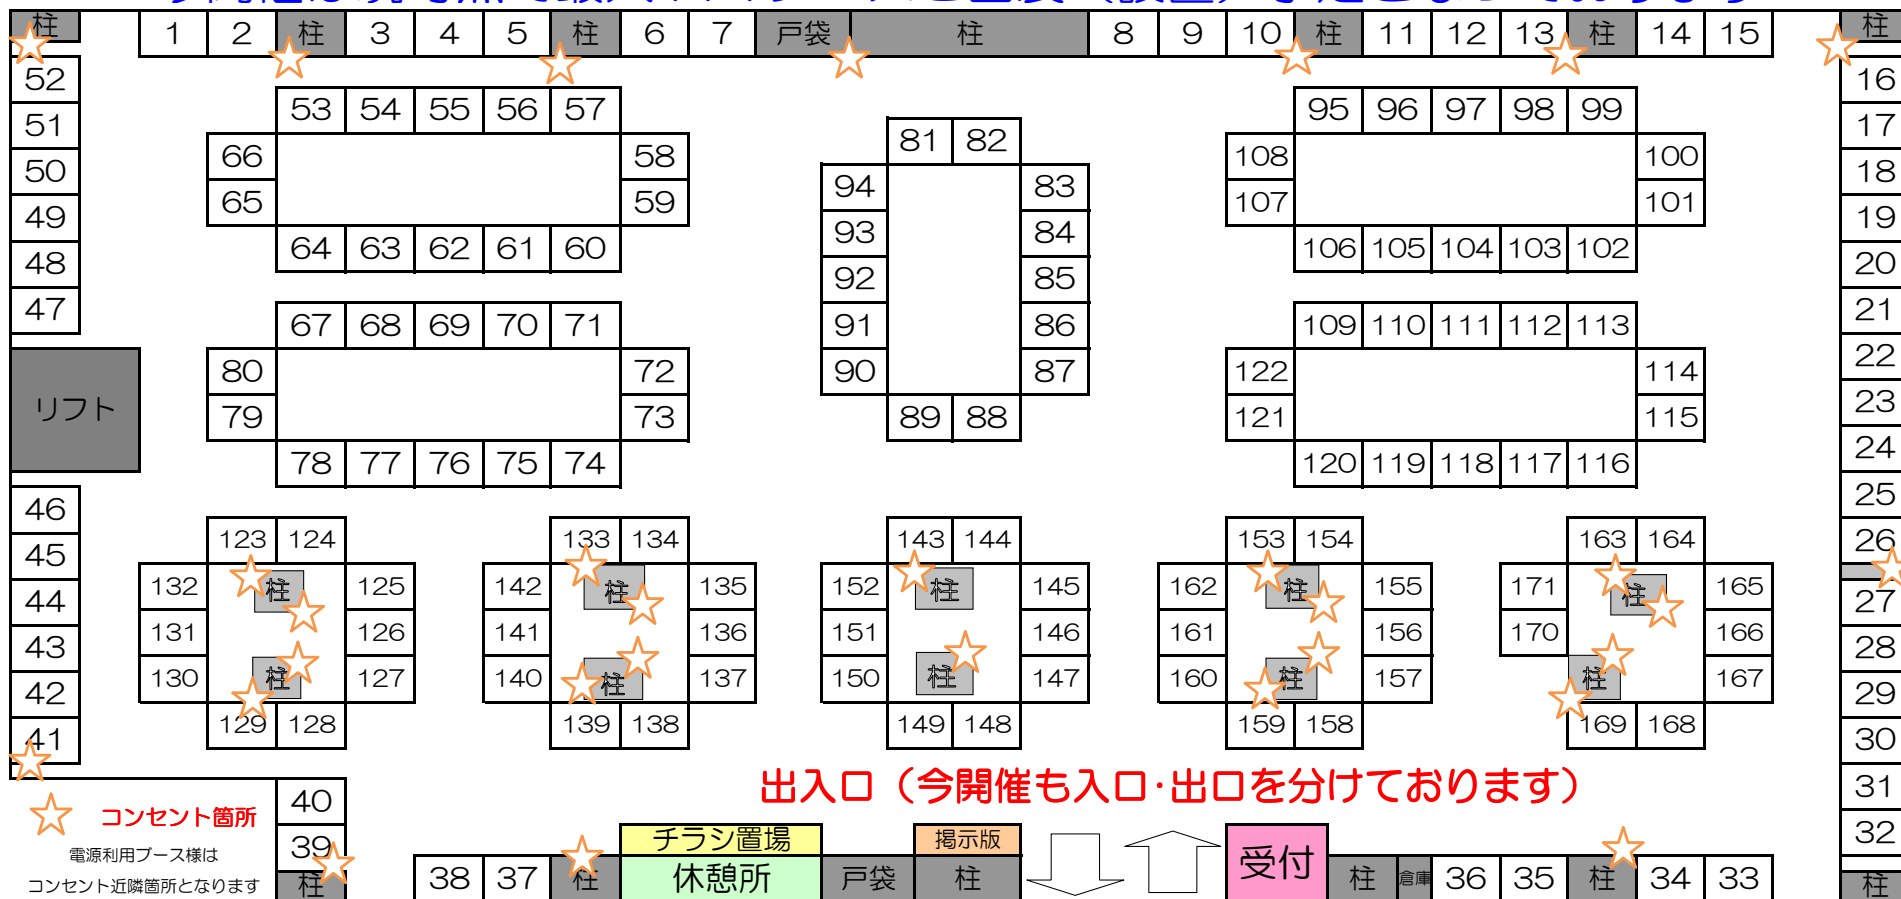 柱 1 2 柱 3 4 5 柱 6 7 戸袋 柱 8 9 10 柱 11 12 13 柱 14 15 柱
52 16
53 54 55 56 57 95 96 97 98 99
51 81 82 17
66 58 108 100
50 94 83 18
65 59 107 101
49 93 84 19
64 63 62 61 60 106 105 104 103 102
48 92 85 20
47 91 86 21
67 68 69 70 71 109 110 111 112 113
80 72 90 87 122 114 22
リフト 23
79 73 89 88 121 115
78 77 76 75 74 120 119 118 117 116 24
46 25
123 124 133 134 143 144 153 154 163 164 26
45
132 柱 125 142 柱 135 152 柱 145 162 柱 155 171 柱 165
44 27
131 126 141 136 151 146 161 156 170 166
43 28
130 柱 127 140 柱 137 150 柱 147 160 柱 157 柱 167
42 29
129 128 139 138 149 148 159 158 169 168
41 30
出入口（今開催も入口・出口を分けております）
40 31
コンセント箇所
39 チラシ置場 掲示版 32
電源利用ブース様は
受付
コンセント近隣箇所となります
柱 38 37 柱 休憩所 戸袋 柱 柱 倉庫 36 35 柱 34 33 柱